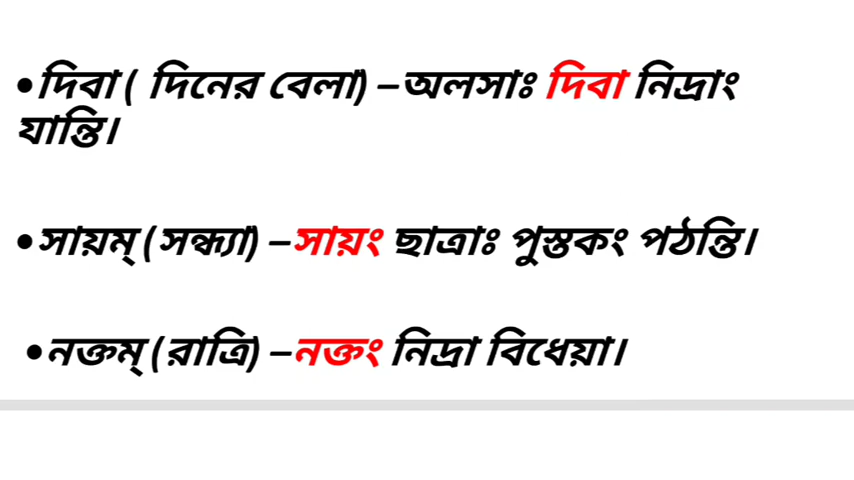 •দিবা ( দিনের বেলা) –অলসাঃ দিবা নিদ্রাং
যান্তি।
•সায়ম্ (সন্ধ্যা) –সায়ং ছাত্রাঃ পুস্তকং পঠন্তি।
•নক্তম্ (রাত্রি) –নক্তং নিদ্রা বিধেয়া।